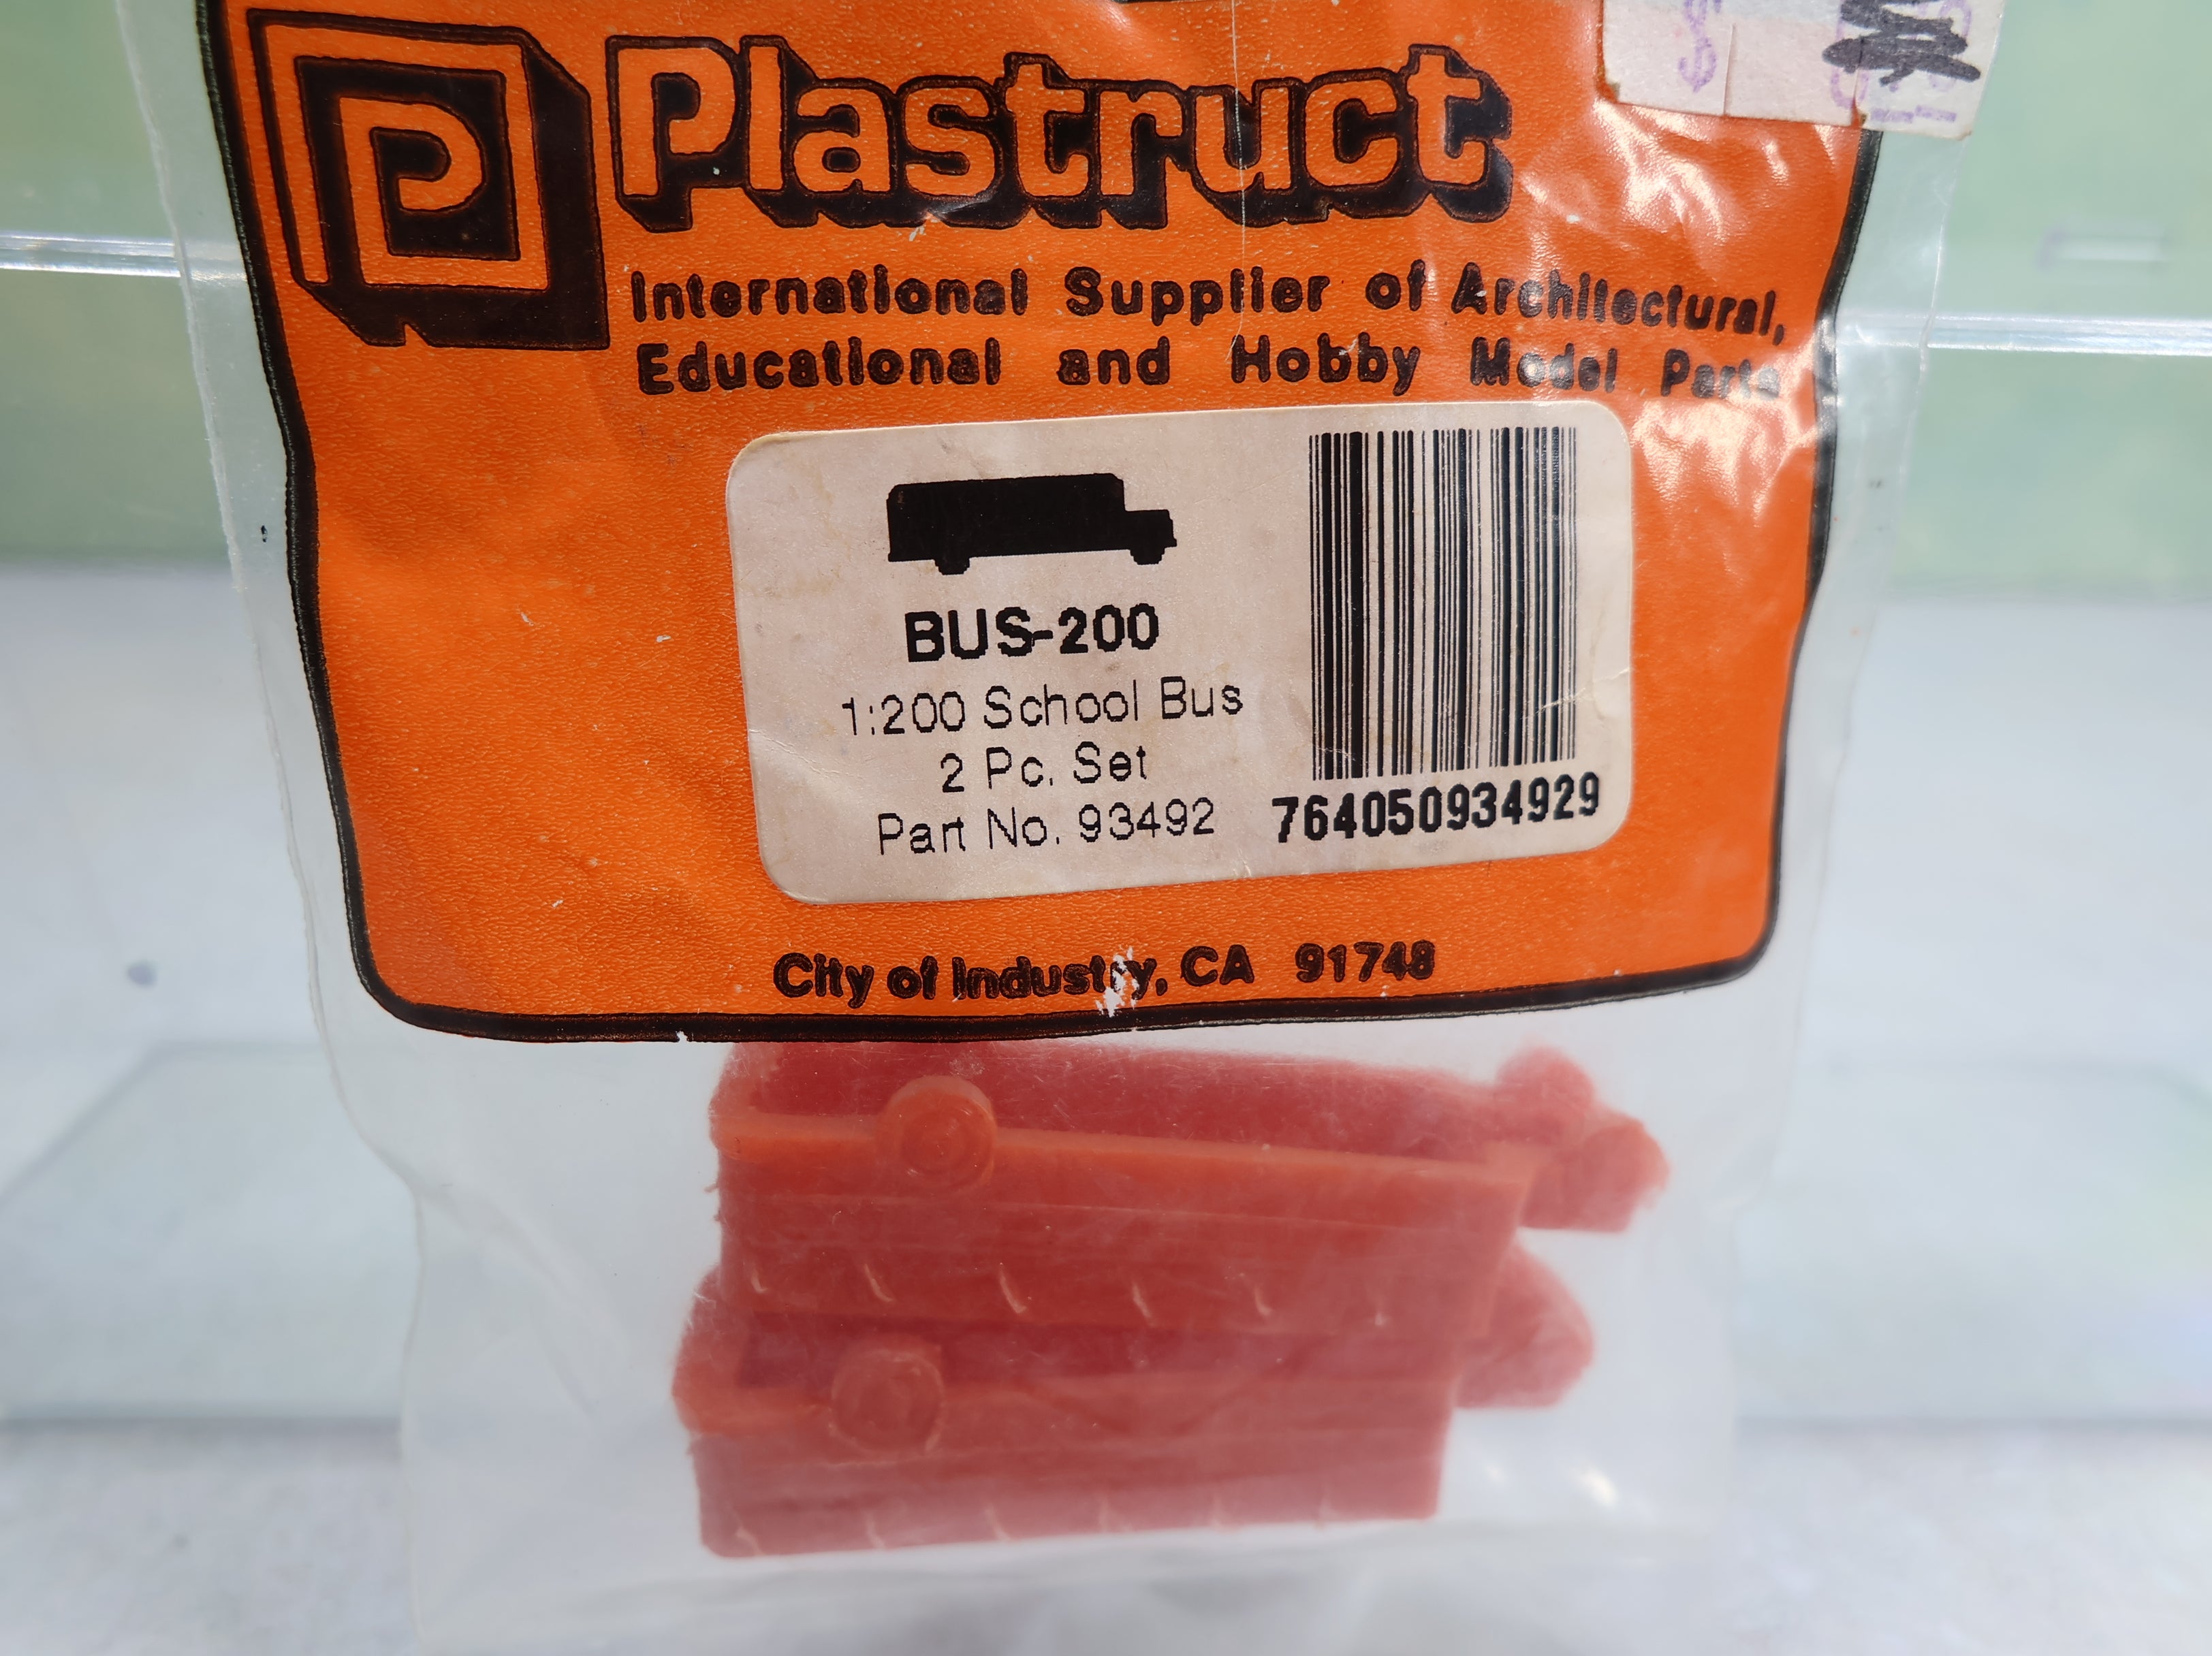 Plastruct
International Supplier of Architectural,
Educational and Hobby Model Parts
BUS-200
1:200 School Bus
2 Pc. Set
Part No. 93492
764050934929
City of Industry, CA 91748